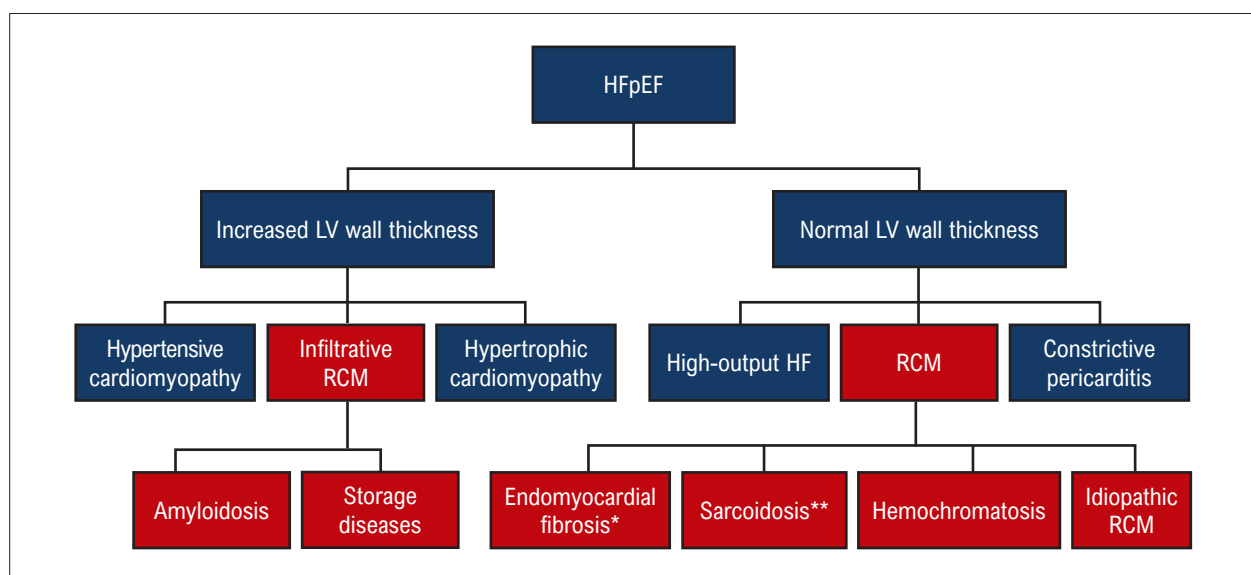 HFpEF
Increased LV wall thickness
Normal LV wall thickness
Hypertensive
cardiomyopathy
Infiltrative
RCM
Hypertrophic
cardiomyopathy
High-output HF
RCM
Constrictive
pericarditis
Amyloidosis
Storage
diseases
Endomyocardial
fibrosis*
Sarcoidosis**
Hemochromatosis
Idiopathic
RCM